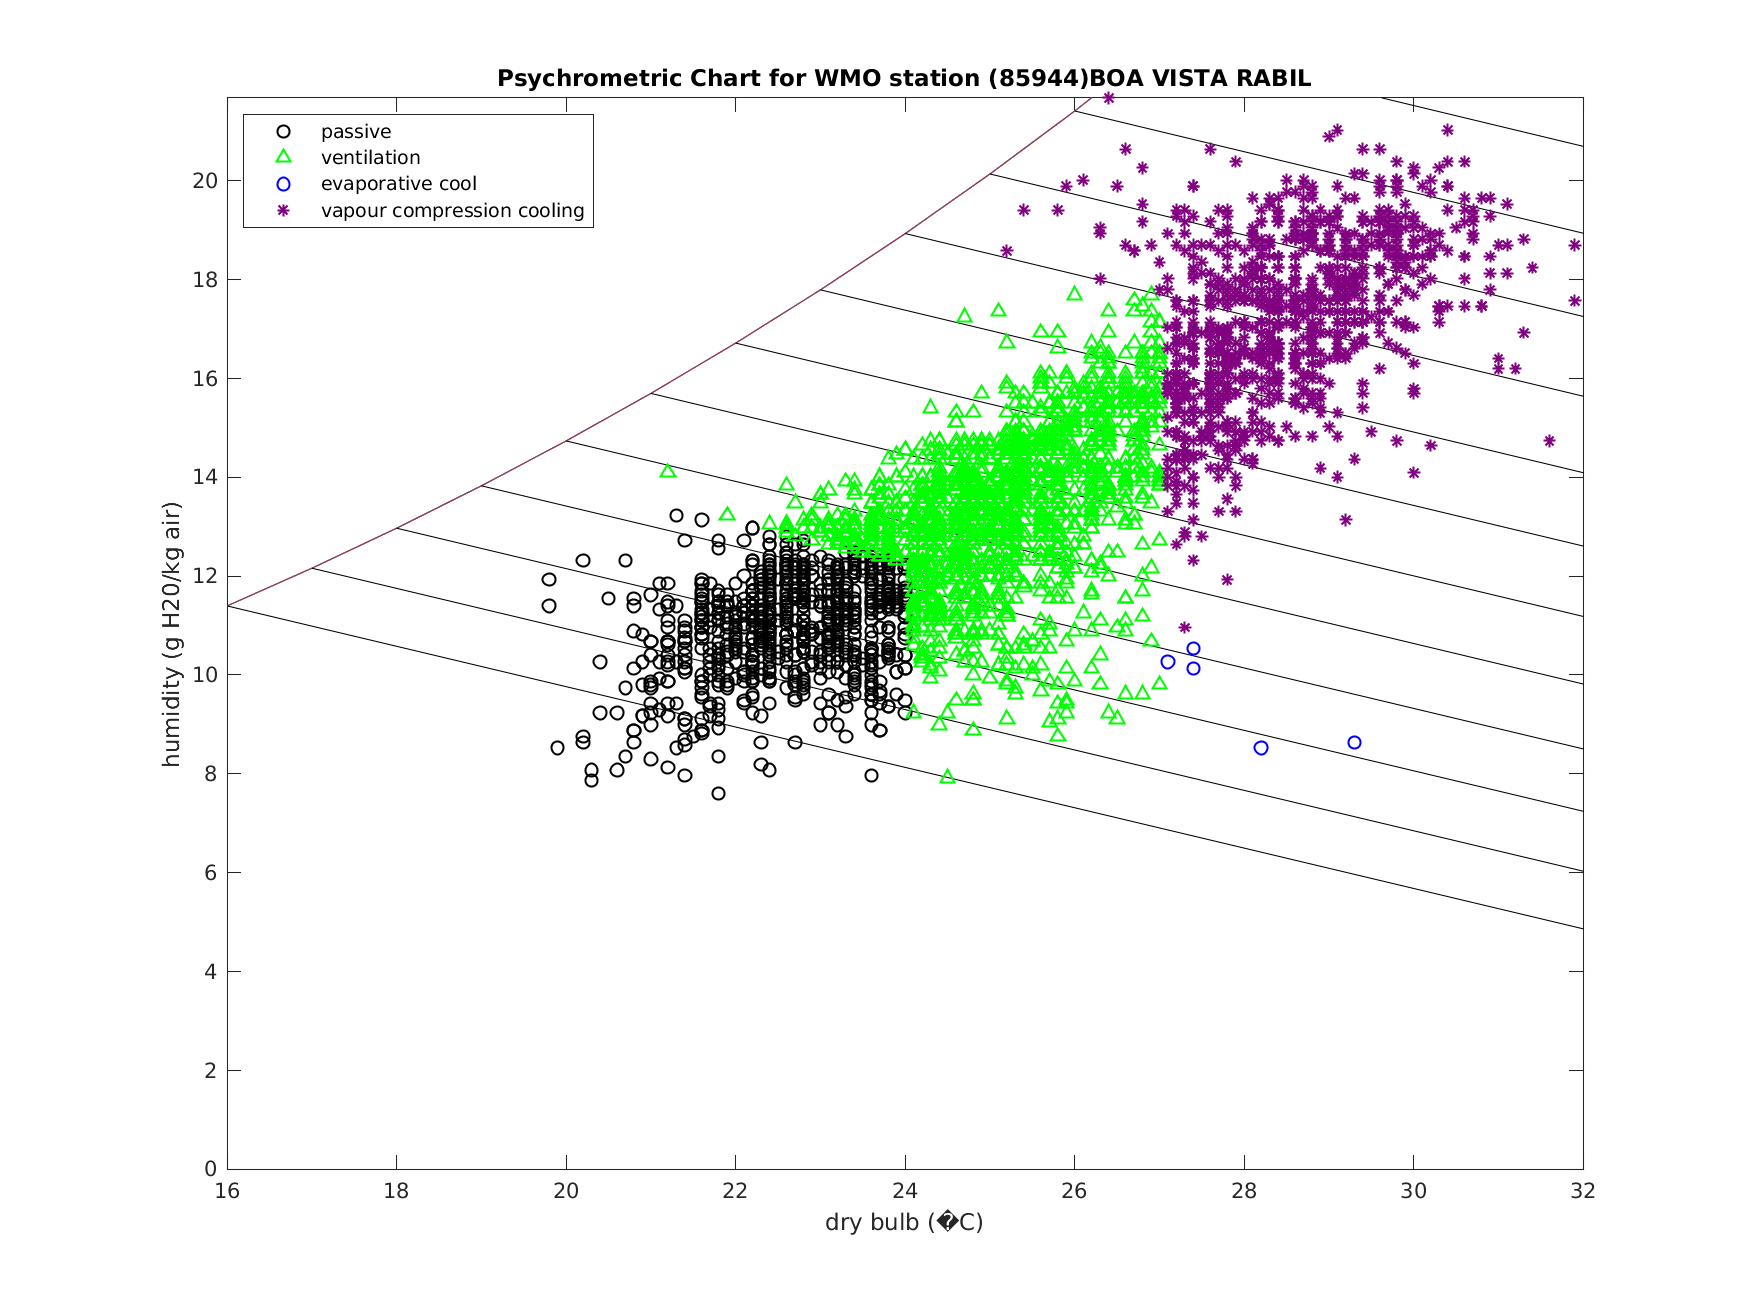 Psychrometric Chart for WMO station (85944)BOA VISTA RABIL
passive
ventilation
evaporative cool
vapour compression cooling
humidity (g H20/kg air)
20
18
16
14
12
10
8
6
4
2
0
16 18 20 22 24 26 28 30 32
dry bulb (�C)